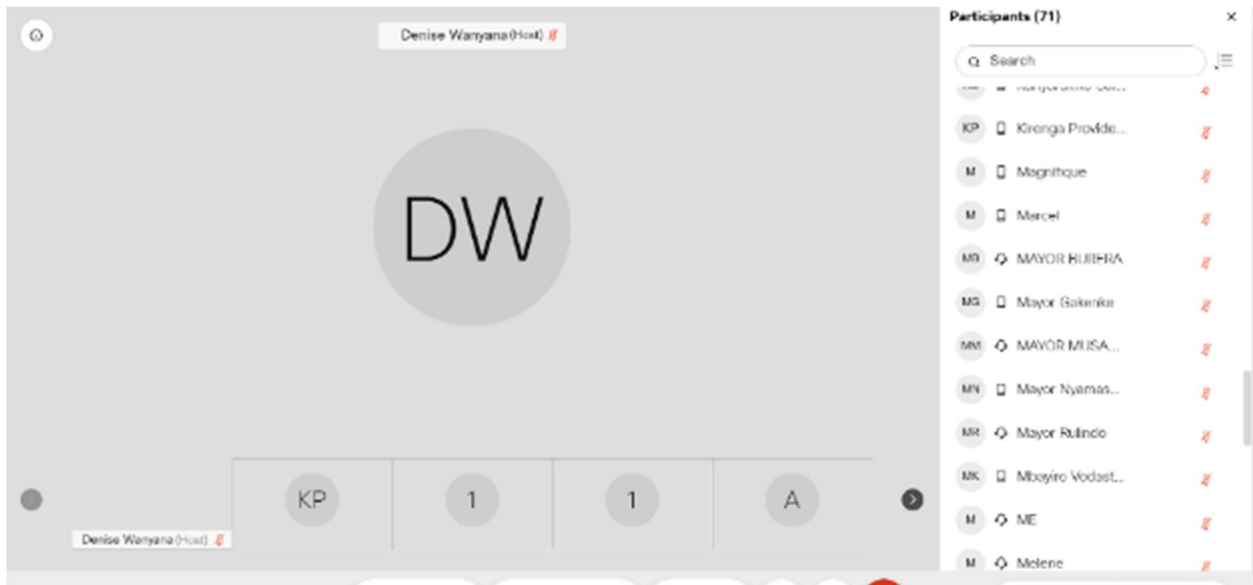 Denise Wanyana (Host)
DW
KP
1
1
A
Denise Wanyana (Host)
Participants (71)
Search
KP Kirenga Provide...
M Magnifique
M Marcel
MB MAYOR BURERA
MG Mayor Gakenke
MM MAYOR MUSA...
MN Mayor Nyamas...
MR Mayor Rulindo
MK Mbayiro Vedast...
M ME
M Melene